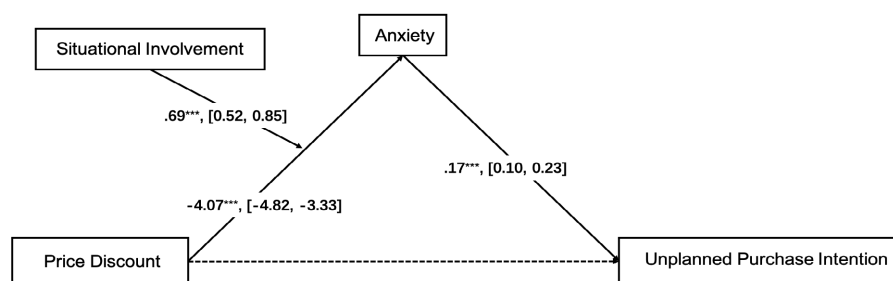 Anxiety
Situational Involvement
.69***, [0.52, 0.85]
.17***, [0.10, 0.23]
-4.07***, [-4.82, -3.33]
Price Discount
Unplanned Purchase Intention